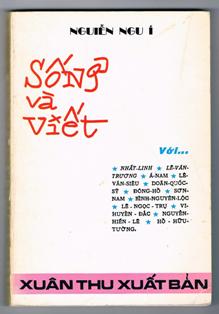 NGUIỄN NGU Í
Sống
và
viết
Với...
★ NHẤT-LINH ★ LÊ-VĂN-
TRƯƠNG ★ Á-NAM ★ LÊ-
VĂN-SIÊU ★ DOÃN-QUỐC-
SỸ ★ ĐÔNG-HỒ ★ SƠN-
NAM ★ BÌNH-NGUYÊN-LỘC
★ LÊ-NGỌC-TRỤ ★ VI-
HUYỀN-ĐẮC ★ NGUYỄN-
HIẾN-LÊ ★ HỒ-HỮU-
TƯỜNG.
XUÂN THU XUẤT BẢN